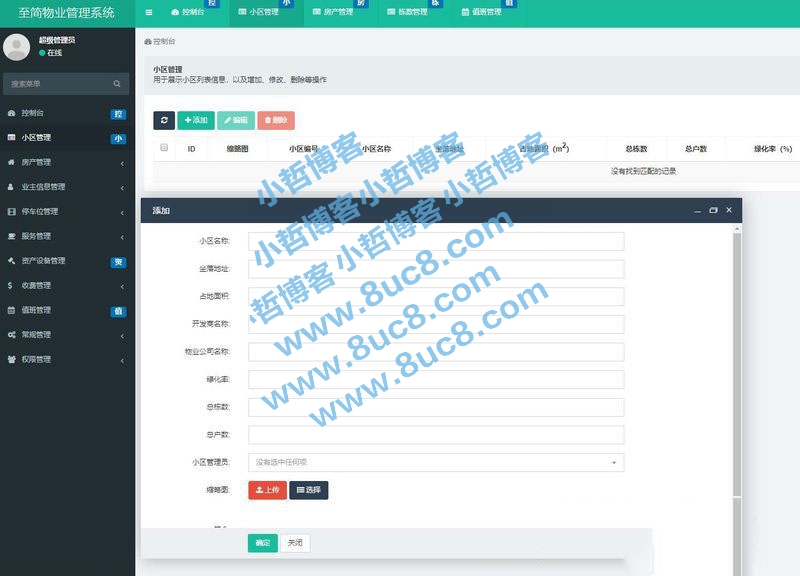 至简物业管理系统
控制台
控
小区管理
小
房产管理
房
栋数管理
栋
值班管理
值
超级管理员
在线
搜索菜单
控制台
控
小区管理
小
房产管理
业主信息管理
停车位管理
服务管理
资产设备管理
资
收费管理
值班管理
值
常规管理
权限管理
控制台
小区管理
用于展示小区列表信息，以及增加、修改、删除等操作
添加
编辑
删除
ID
缩略图
小区编号
小区名称
坐落地址
占地面积（m²）
总栋数
总户数
绿化率（%）
没有找到匹配的记录
添加
小区名称:
坐落地址:
占地面积:
开发商名称:
物业公司名称:
绿化率:
总栋数:
总户数:
小区管理员:
没有选中任何项
缩略图:
上传
选择
确定
关闭
小哲博客小哲博客
小哲博客小哲博客
小哲博客小哲博客
哲博客小哲博客
www.8uc8.com
www.8uc8.com
www.8uc8.com